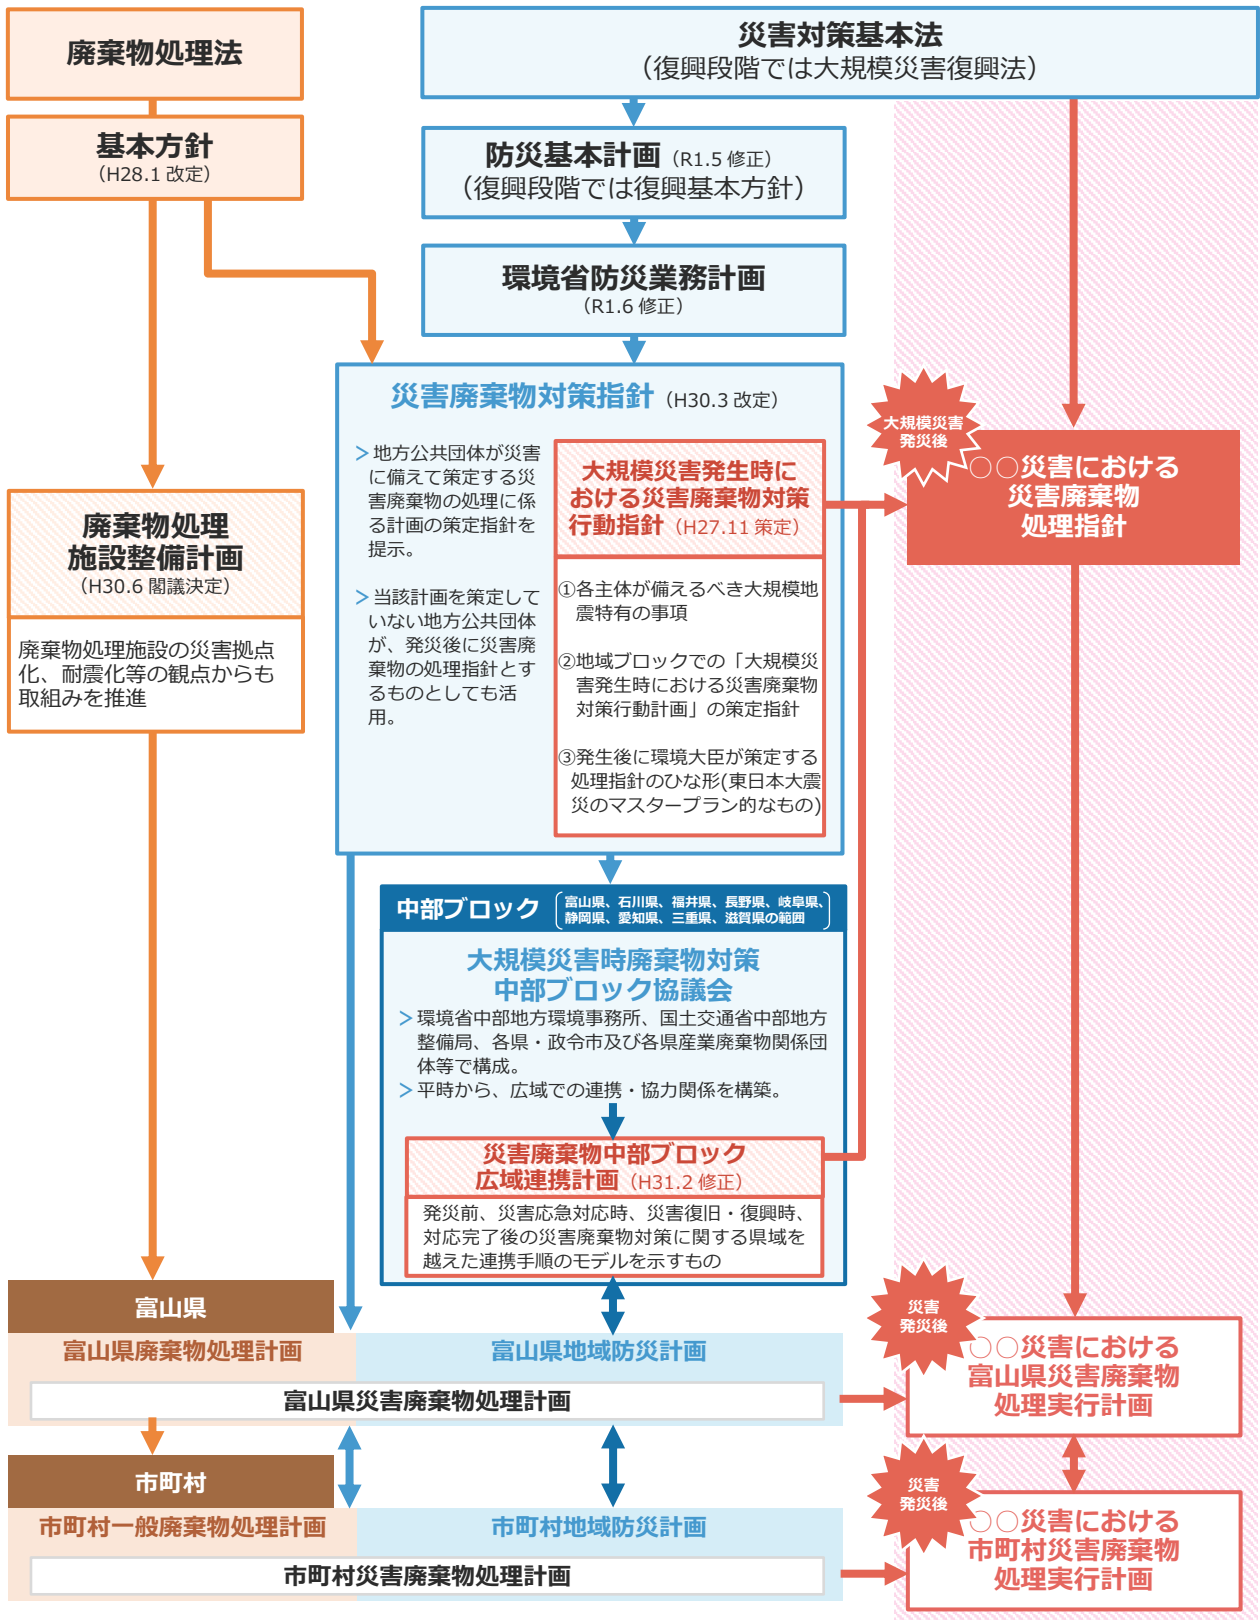 廃棄物処理法
基本方針
（H28.1 改定）
災害対策基本法
（復興段階では大規模災害復興法）
防災基本計画（R1.5 修正）
（復興段階では復興基本方針）
環境省防災業務計画
（R1.6 修正）
災害廃棄物対策指針（H30.3 改定）
＞地方公共団体が災害
に備えて策定する災
害廃棄物の処理に係
る計画の策定指針を
提示。
＞当該計画を策定して
いない地方公共団体
が、発災後に災害廃
棄物の処理指針とす
るものとしても活
用。
大規模災害発生時に
おける災害廃棄物対策
行動指針（H27.11 策定）
①各主体が備えるべき大規模地
震特有の事項
②地域ブロックでの「大規模災
害発生時における災害廃棄物
対策行動計画」の策定指針
③発生後に環境大臣が策定する
処理指針のひな形(東日本大震
災のマスタープラン的なもの)
大規模災害
発災後
○○災害における
災害廃棄物
処理指針
廃棄物処理
施設整備計画
（H30.6 閣議決定）
廃棄物処理施設の災害拠点
化、耐震化等の観点からも
取組みを推進
中部ブロック
富山県、石川県、福井県、長野県、岐阜県、
静岡県、愛知県、三重県、滋賀県の範囲
大規模災害時廃棄物対策
中部ブロック協議会
＞環境省中部地方環境事務所、国土交通省中部地方
整備局、各県・政令市及び各県産業廃棄物関係団
体等で構成。
＞平時から、広域での連携・協力関係を構築。
災害廃棄物中部ブロック
広域連携計画（H31.2 修正）
発災前、災害応急対応時、災害復旧・復興時、
対応完了後の災害廃棄物対策に関する県域を
越えた連携手順のモデルを示すもの
富山県
富山県廃棄物処理計画
富山県地域防災計画
富山県災害廃棄物処理計画
災害
発災後
○○災害における
富山県災害廃棄物
処理実行計画
市町村
市町村一般廃棄物処理計画
市町村地域防災計画
市町村災害廃棄物処理計画
災害
発災後
○○災害における
市町村災害廃棄物
処理実行計画